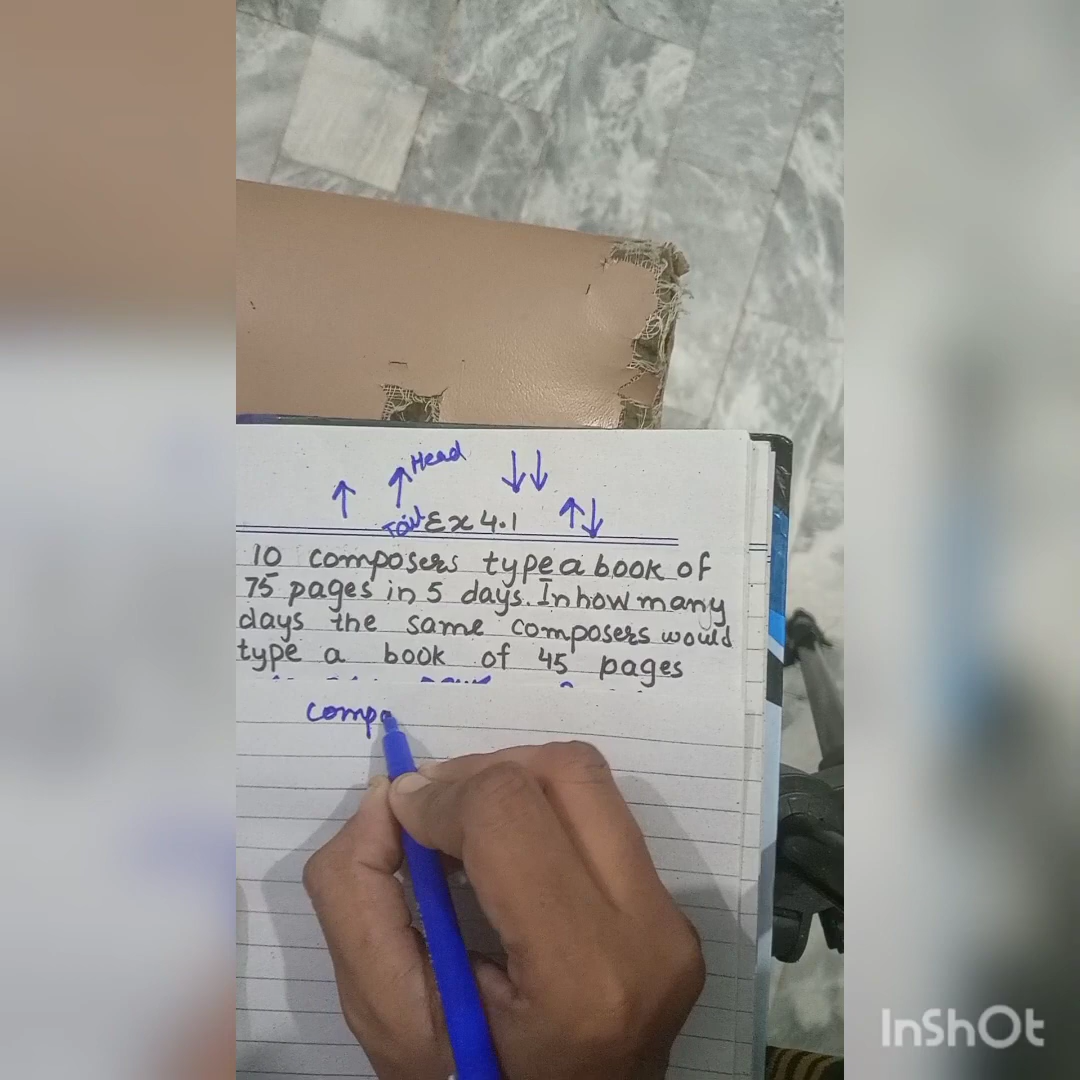 Head
Tail Ex 4.1
10 composers type a book of
75 pages in 5 days. In how many
days the same composers would
type a book of 45 pages
compo
InShOt